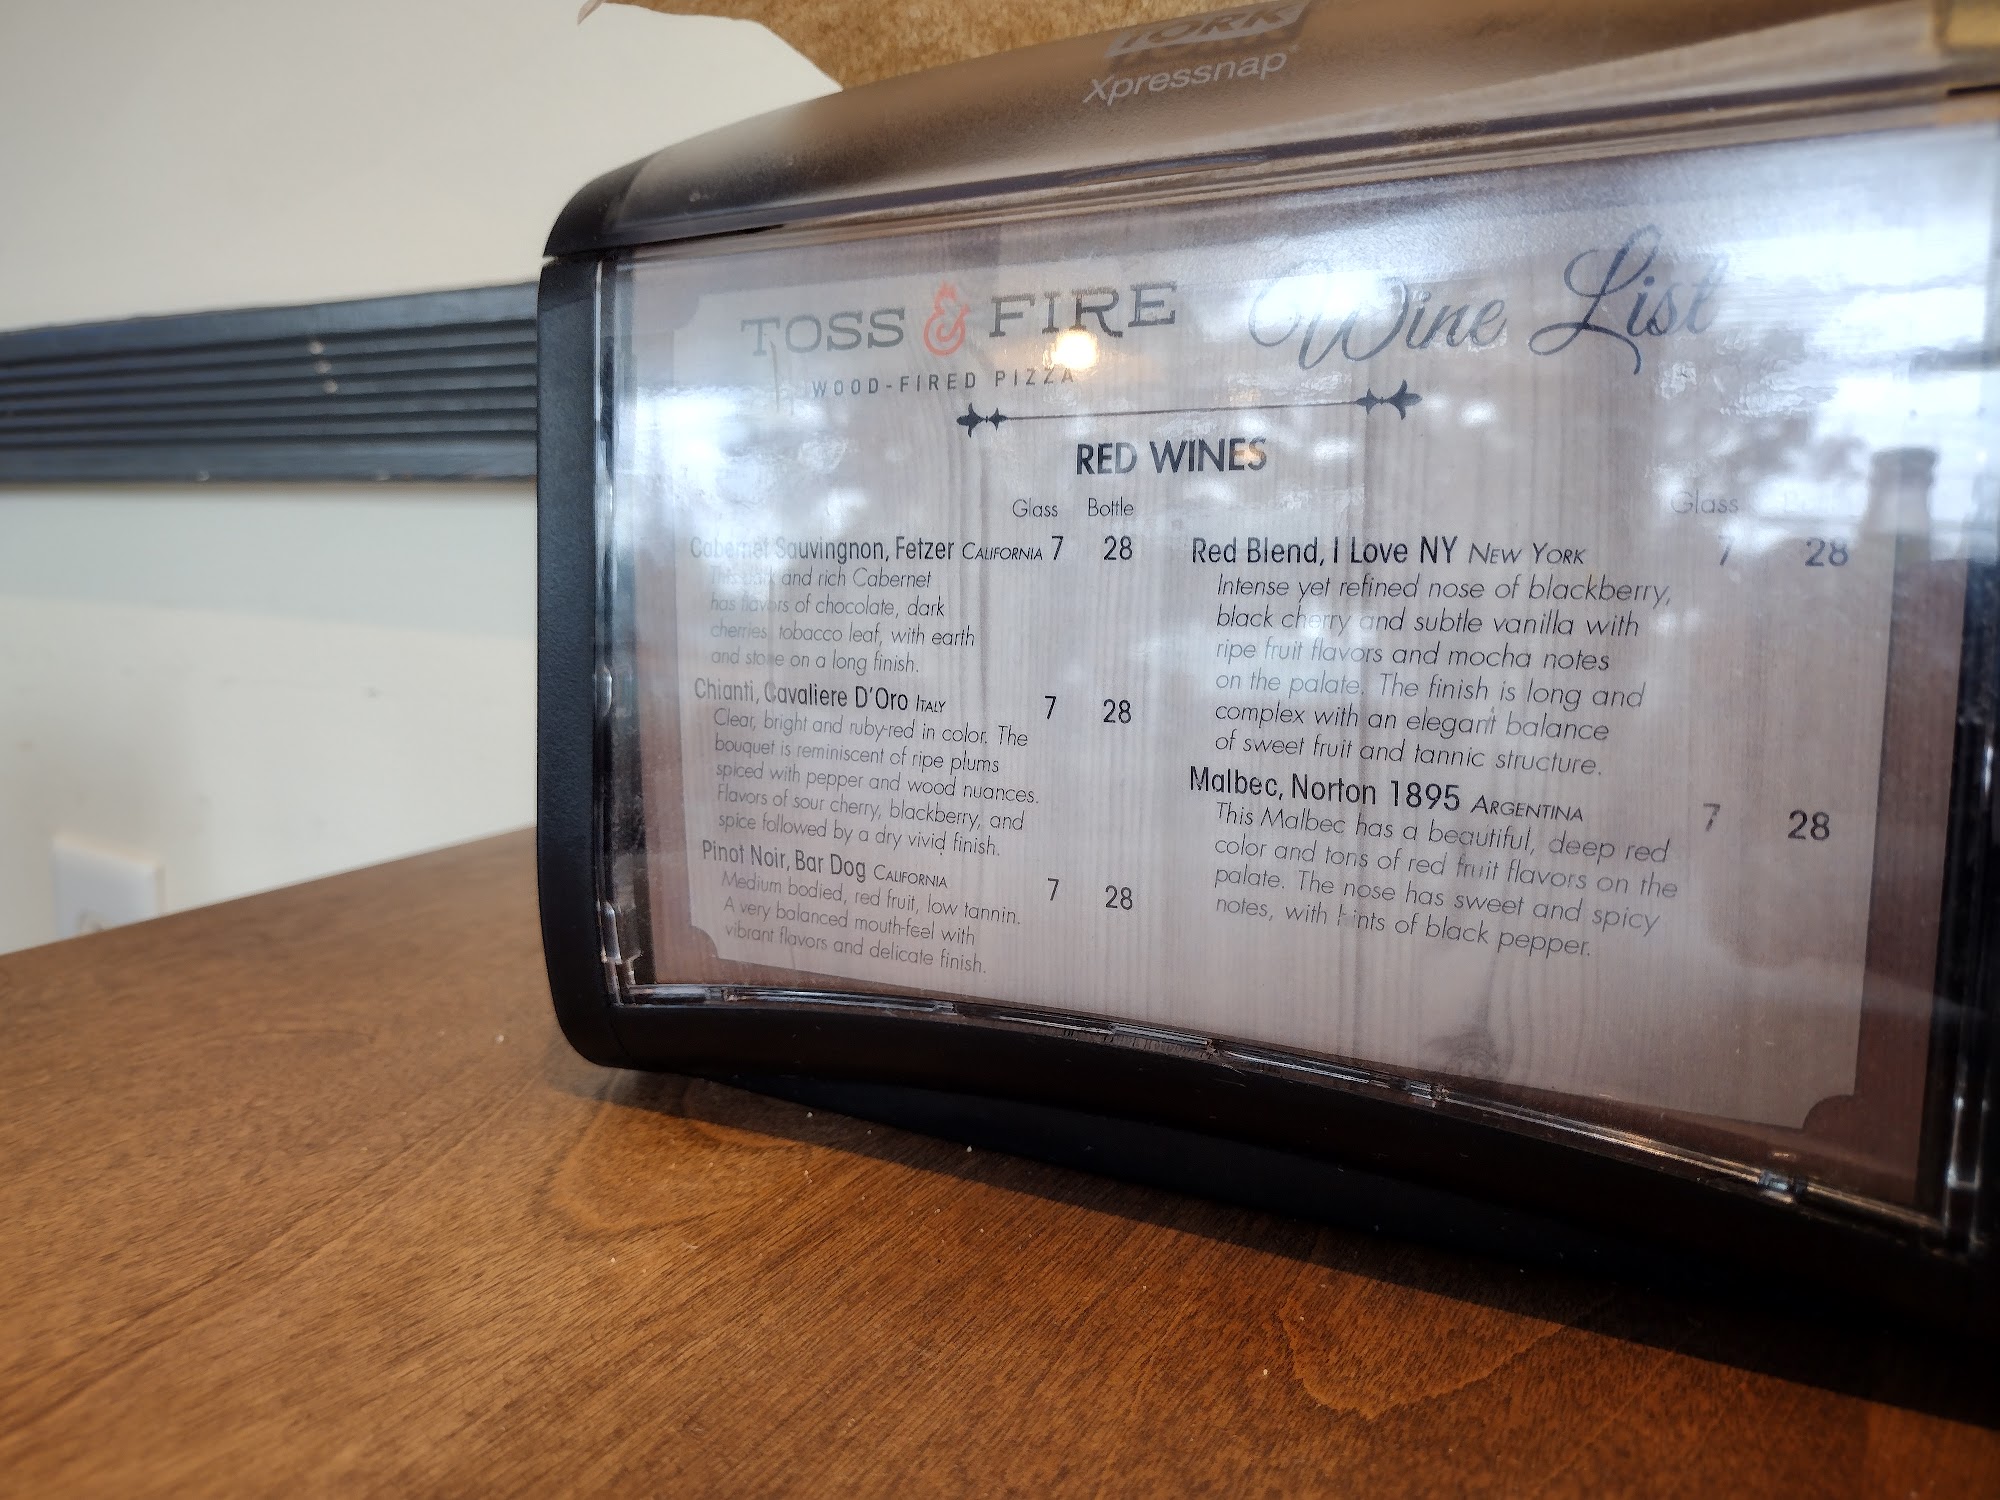 TORK
Xpressnap
TOSS & FIRE
WOOD-FIRED PIZZA
Wine List
RED WINES
Glass Bottle
Cabernet Sauvingnon, Fetzer CALIFORNIA 7 28
This dark and rich Cabernet
has flavors of chocolate, dark
cherries, tobacco leaf, with earth
and stone on a long finish.
Chianti, Cavaliere D'Oro ITALY 7 28
Clear, bright and ruby-red in color. The
bouquet is reminiscent of ripe plums
spiced with pepper and wood nuances.
Flavors of sour cherry, blackberry, and
spice followed by a dry vivid finish.
Pinot Noir, Bar Dog CALIFORNIA 7 28
Medium bodied, red fruit, low tannin.
A very balanced mouth-feel with
vibrant flavors and delicate finish.
Glass Bottle
Red Blend, I Love NY NEW YORK 7 28
Intense yet refined nose of blackberry,
black cherry and subtle vanilla with
ripe fruit flavors and mocha notes
on the palate. The finish is long and
complex with an elegant balance
of sweet fruit and tannic structure.
Malbec, Norton 1895 ARGENTINA 7 28
This Malbec has a beautiful, deep red
color and tons of red fruit flavors on the
palate. The nose has sweet and spicy
notes, with hints of black pepper.